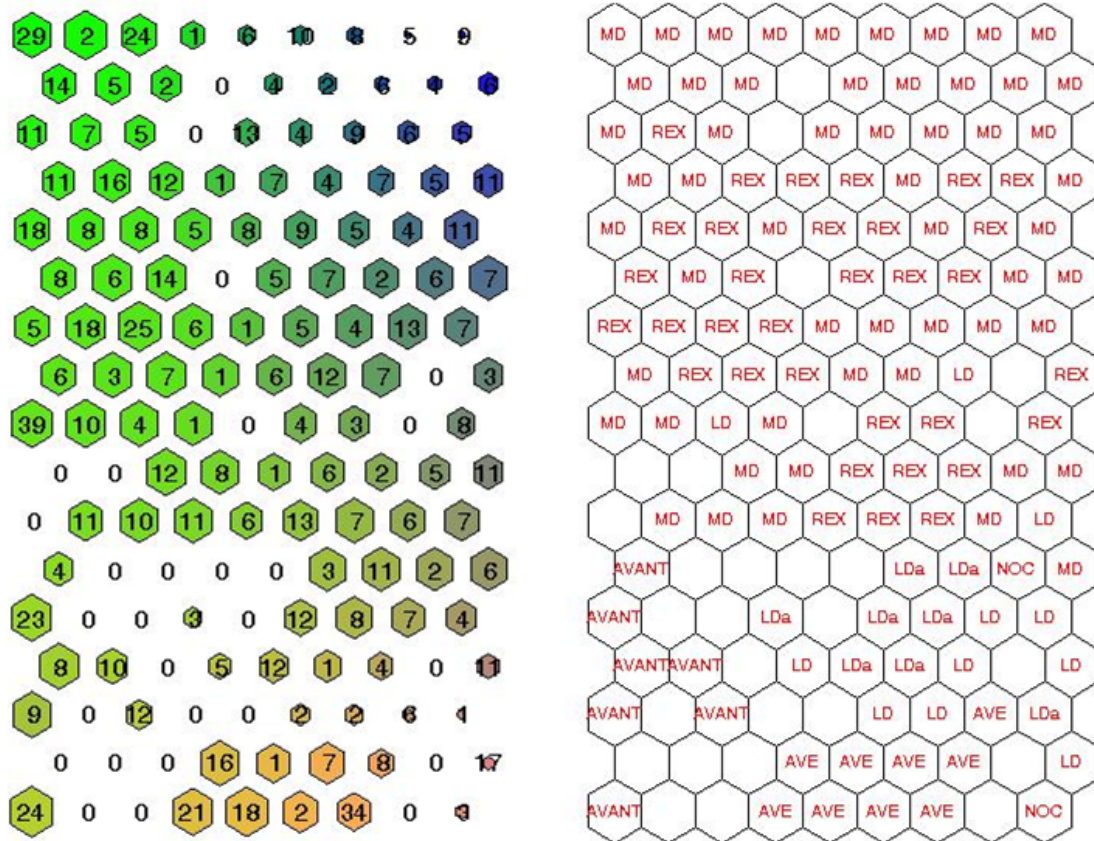 29 2 24 1 6 10 8 5 9
14 5 2 0 4 2 6 4 6
11 7 5 0 13 4 9 6 5
11 16 12 1 7 4 7 5 11
18 8 8 5 8 9 5 4 11
8 6 14 0 5 7 2 6 7
5 18 25 6 1 5 4 13 7
6 3 7 1 6 12 7 0 3
39 10 4 1 0 4 3 0 8
0 0 12 8 1 6 2 5 11
0 11 10 11 6 13 7 6 7
4 0 0 0 0 3 11 2 6
23 0 0 3 0 12 8 7 4
8 10 0 5 12 1 4 0 11
9 0 12 0 0 2 2 6 1
0 0 0 16 1 7 8 0 17
24 0 0 21 18 2 34 0
MD MD MD MD MD MD MD MD MD
MD MD MD MD MD MD MD MD
MD REX MD MD MD MD MD MD
MD MD REX REX REX MD REX REX MD
MD REX REX MD REX REX MD REX MD
REX MD REX REX REX REX MD MD
REX REX REX REX MD MD MD MD MD
MD REX REX REX MD MD LD REX
MD MD LD MD REX REX REX
MD MD REX REX REX MD MD
MD MD MD REX REX REX MD LD
AVANT LDa LDa NOC MD
AVANT LDa LDa LDa LD LD
AVANT AVANT LD LDa LDa LD LD
AVANT AVANT LD LD AVE LDa
AVE AVE AVE AVE LD
AVANT AVE AVE AVE AVE NOC